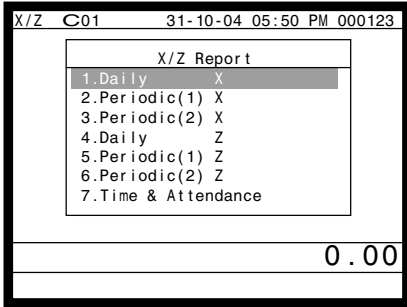 X/Z C01 31-10-04 05:50 PM 000123
X/Z Report
1.Daily X
2.Periodic(1) X
3.Periodic(2) X
4.Daily Z
5.Periodic(1) Z
6.Periodic(2) Z
7.Time & Attendance
0.00